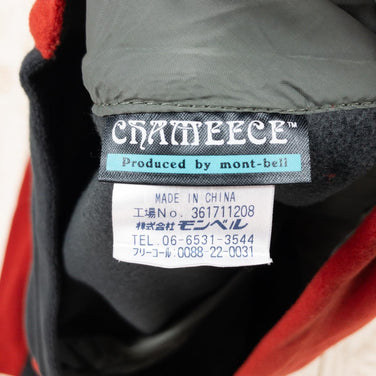 CHAMEECE™
Produced by mont-bell
MADE IN CHINA
工場No. 361711208
株式会社 モンベル
TEL. 06-6531-3544
フリーコール: 0088-22-0031